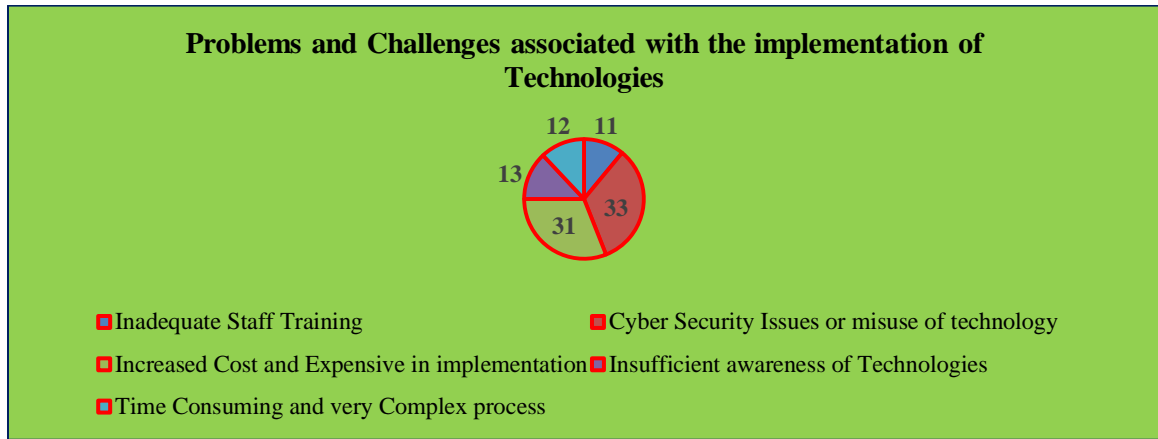 Problems and Challenges associated with the implementation of
Technologies
12 11
13
33
31
Inadequate Staff Training
Cyber Security Issues or misuse of technology
Increased Cost and Expensive in implementation
Insufficient awareness of Technologies
Time Consuming and very Complex process